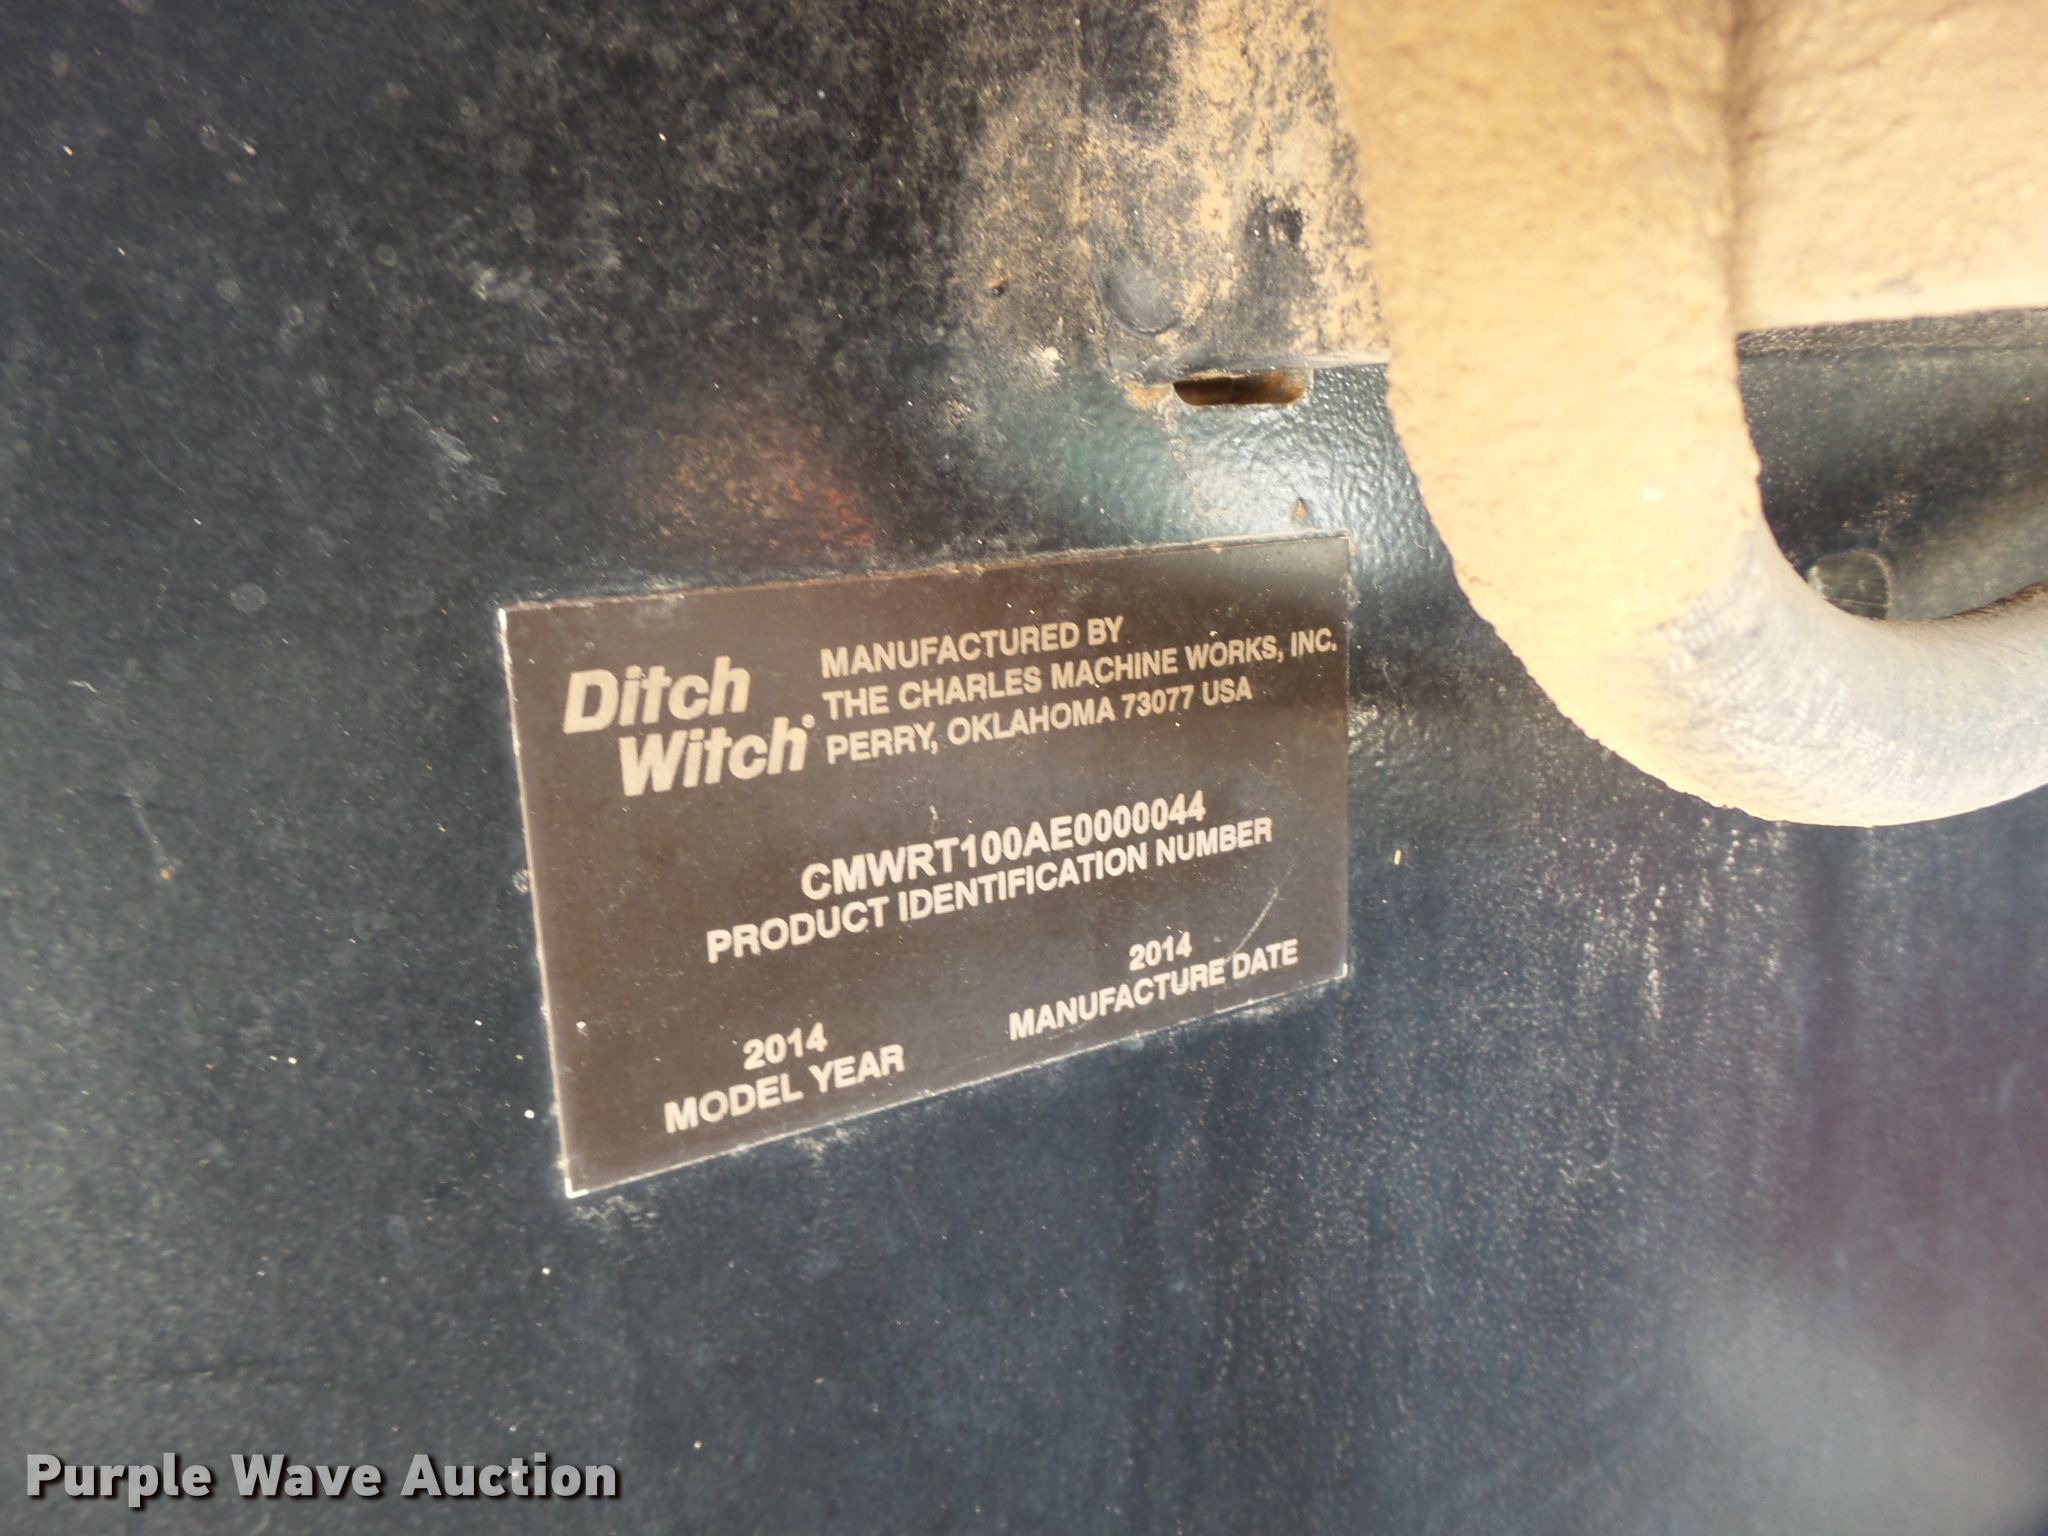 Ditch
Witch®
MANUFACTURED BY
THE CHARLES MACHINE WORKS, INC.
PERRY, OKLAHOMA 73077 USA
CMWRT100AE0000044
PRODUCT IDENTIFICATION NUMBER
2014
MODEL YEAR
2014
MANUFACTURE DATE
Purple Wave Auction